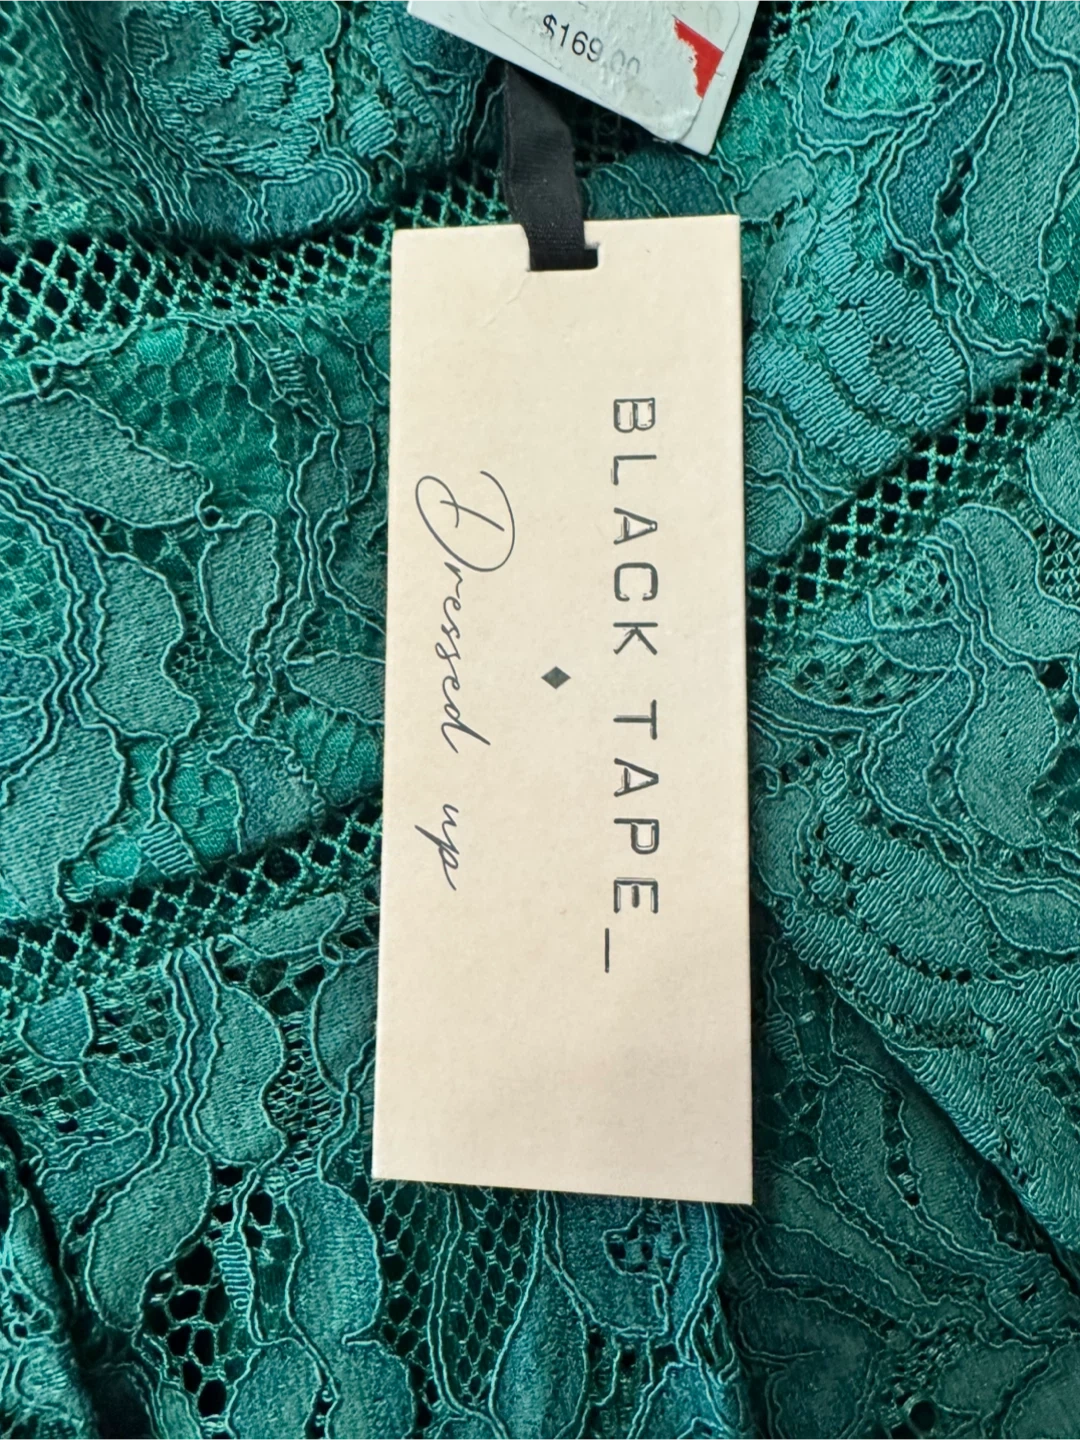 $169.00
BLACK TAPE_
Dressed up